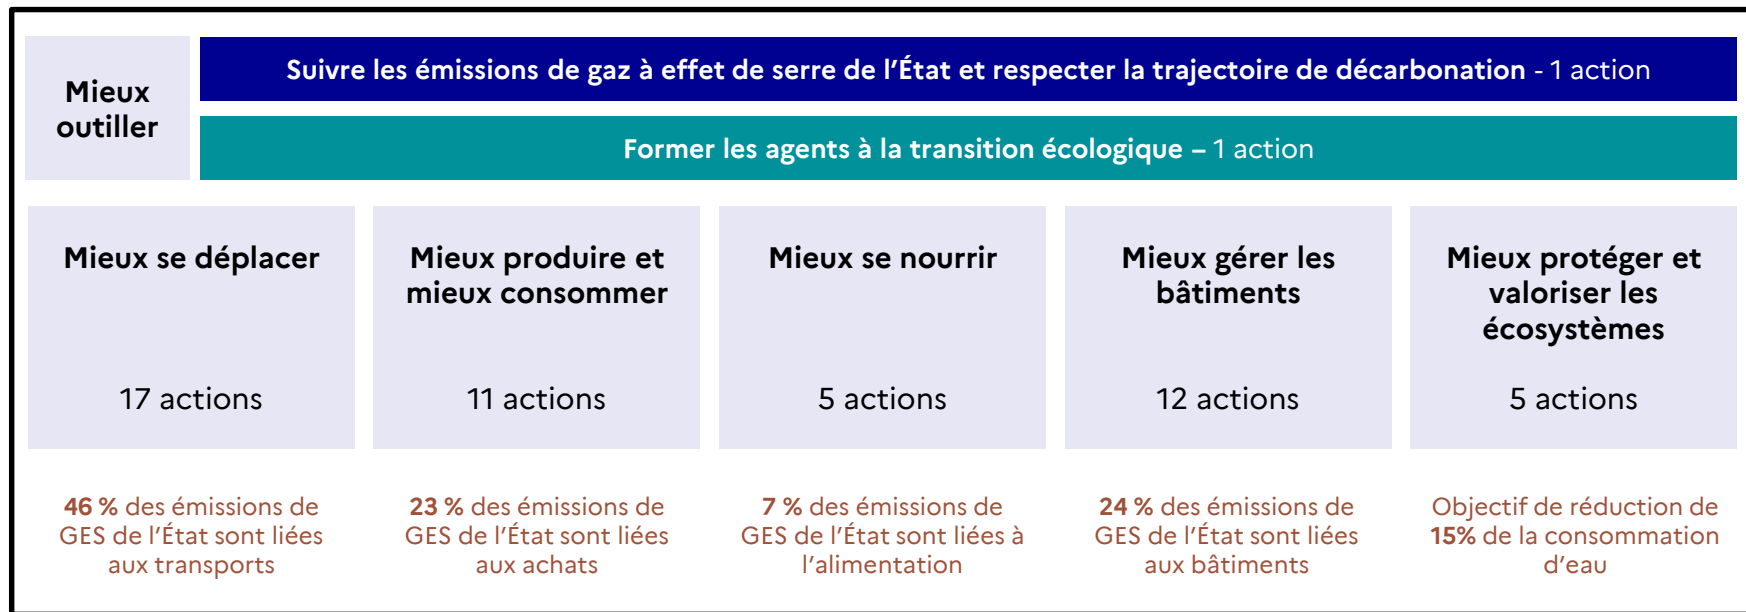 Mieux
outiller
Suivre les émissions de gaz à effet de serre de l’État et respecter la trajectoire de décarbonation - 1 action
Former les agents à la transition écologique – 1 action
Mieux se déplacer
17 actions
46 % des émissions de
GES de l’État sont liées
aux transports
Mieux produire et
mieux consommer
11 actions
23 % des émissions de
GES de l’État sont liées
aux achats
Mieux se nourrir
5 actions
7 % des émissions de
GES de l’État sont liées à
l’alimentation
Mieux gérer les
bâtiments
12 actions
24 % des émissions de
GES de l’État sont liées
aux bâtiments
Mieux protéger et
valoriser les
écosystèmes
5 actions
Objectif de réduction de
15% de la consommation
d’eau